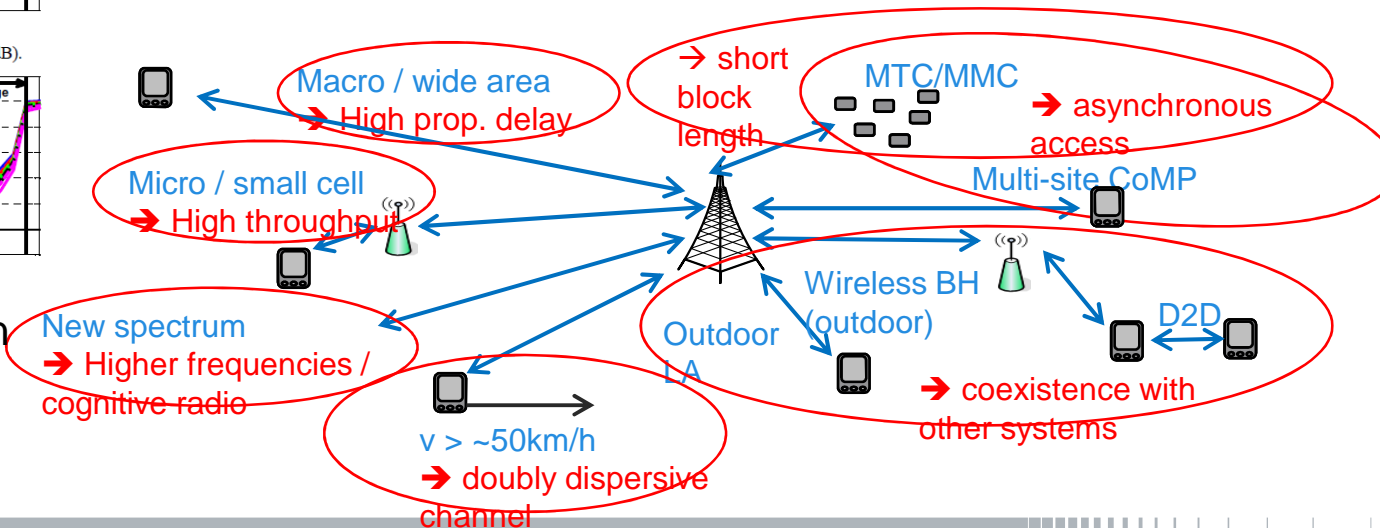 B).
ge
Macro / wide area
➔ High prop. delay
➔ short
block
length
MTC/MMC
➔ asynchronous
access
Micro / small cell
➔ High throughput
Multi-site CoMP
Wireless BH
(outdoor)
D2D
Outdoor
LA
n
New spectrum
➔ Higher frequencies /
cognitive radio
➔ coexistence with
other systems
v > ~50km/h
➔ doubly dispersive
channel